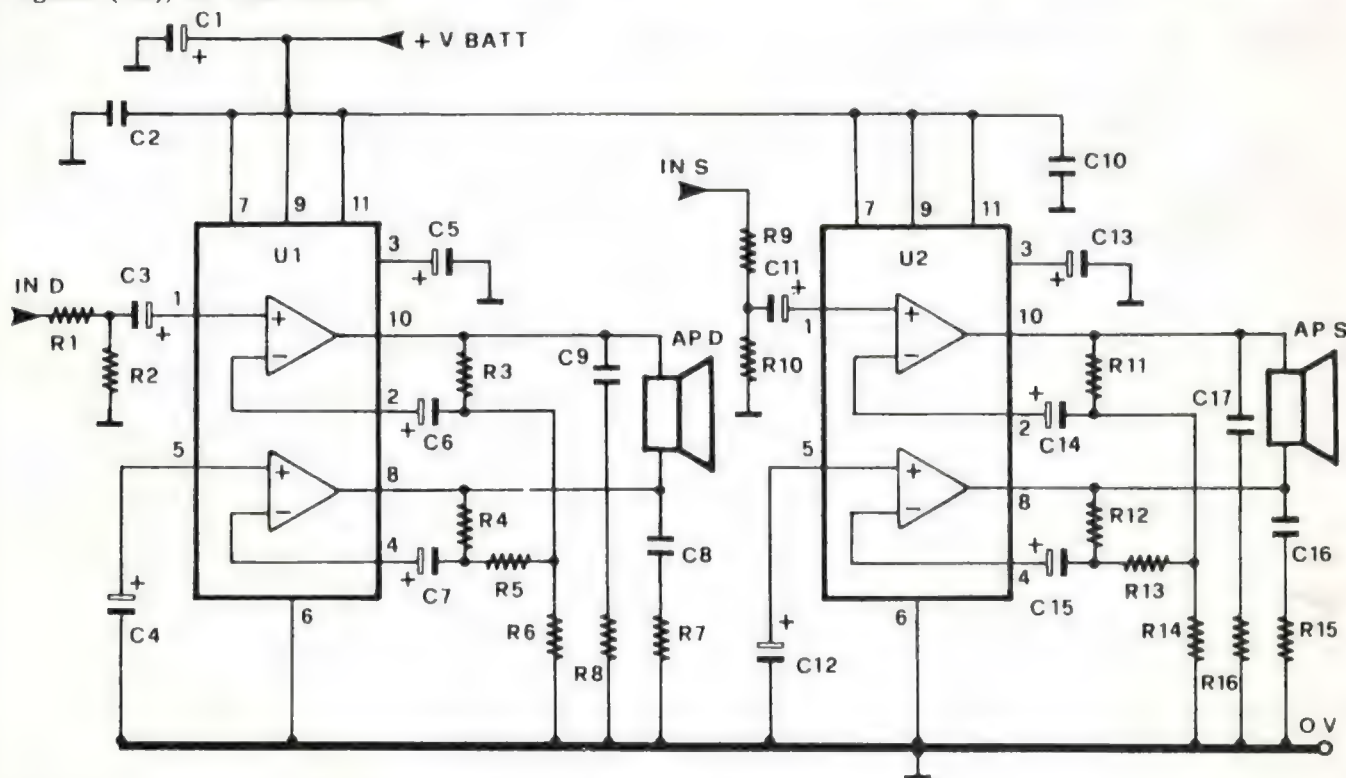 C1
+
+ V BATT
C2
C10
IN S
7
9
11
7
9
11
U1
3
C5
+
R9
C11
+
U2
3
C13
+
IN D
R1
C3
+
1
R2
+
−
10
R3
C9
AP D
2
+
C6
R10
1
+
−
10
R11
C17
AP S
+
2
C14
5
+
−
8
R4
4
+
C7
R5
C8
5
+
−
8
R12
+
4
C15
R13
C16
+
C4
6
R6
R8
R7
+
C12
6
R14
R16
R15
0 V